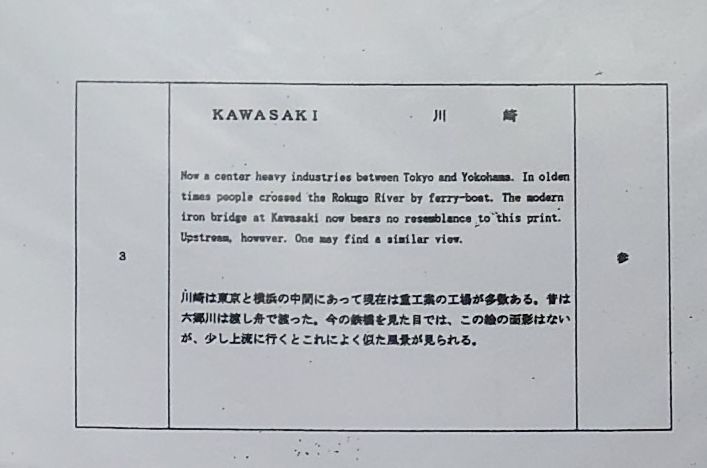 KAWASAKI 川 崎
Now a center heavy industries between Tokyo and Yokohama. In olden
times people crossed the Rokugo River by ferry-boat. The modern
iron bridge at Kawasaki now bears no resemblance to this print.
Upstream, however. One may find a similar view.
3
参
川崎は東京と横浜の中間にあって現在は重工業の工場が多数ある。昔は
六郷川は渡し舟で渡った。今の鉄橋を見た目では、この絵の面影はない
が、少し上流に行くとこれによく似た風景が見られる。